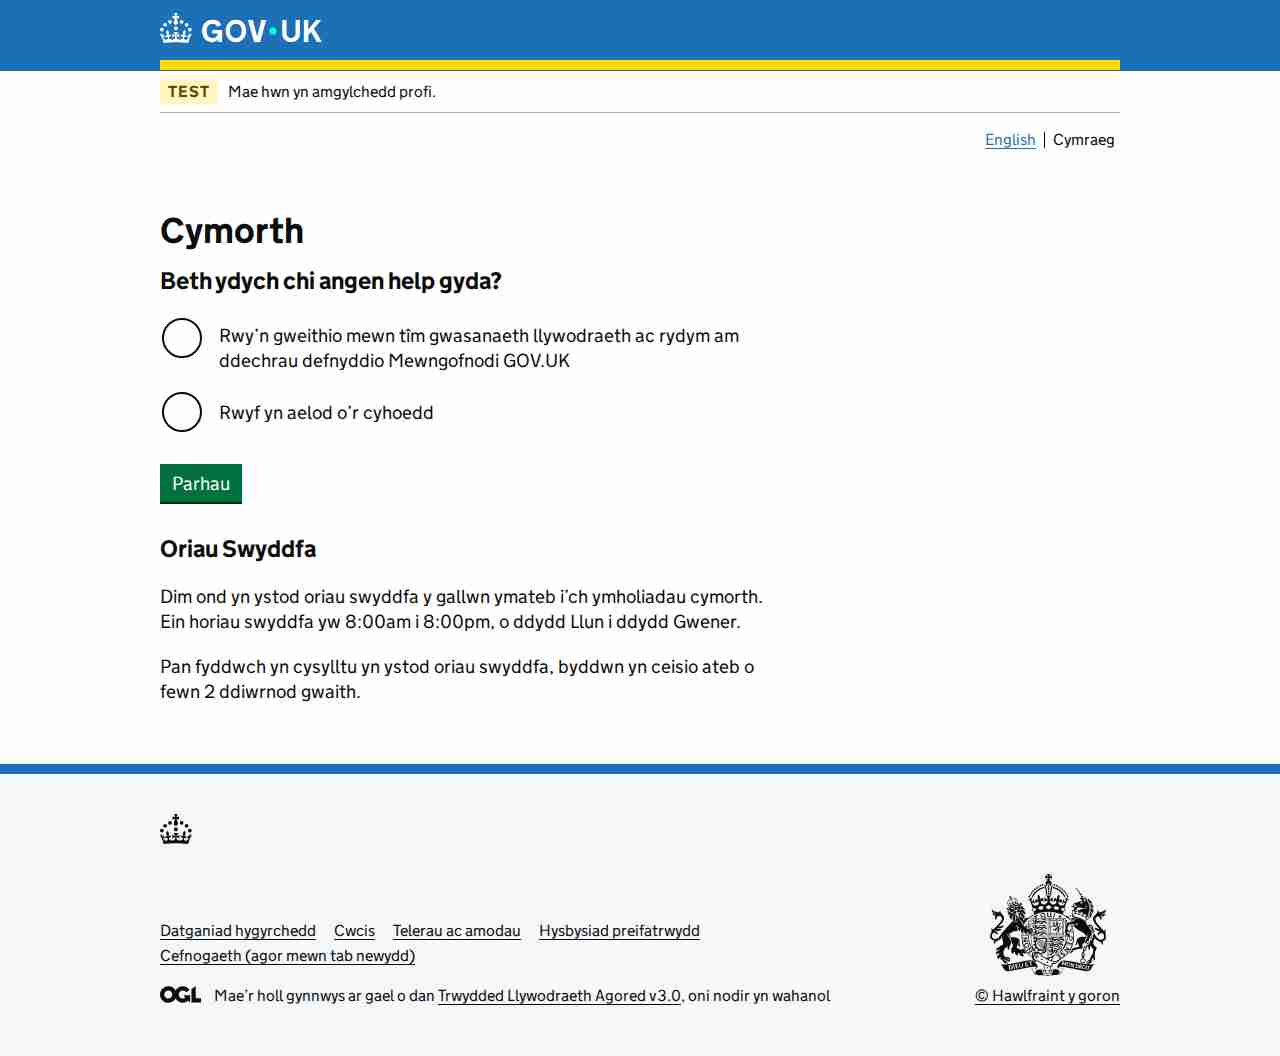 GOV·UK
TEST Mae hwn yn amgylchedd profi.
English Cymraeg
Cymorth
Beth ydych chi angen help gyda?
Rwy’n gweithio mewn tîm gwasanaeth llywodraeth ac rydym am
ddechrau defnyddio Mewngofnodi GOV.UK
Rwyf yn aelod o’r cyhoedd
Parhau
Oriau Swyddfa
Dim ond yn ystod oriau swyddfa y gallwn ymateb i’ch ymholiadau cymorth.
Ein horiau swyddfa yw 8:00am i 8:00pm, o ddydd Llun i ddydd Gwener.
Pan fyddwch yn cysylltu yn ystod oriau swyddfa, byddwn yn ceisio ateb o
fewn 2 ddiwrnod gwaith.
Datganiad hygyrchedd Cwcis Telerau ac amodau Hysbysiad preifatrwydd
Cefnogaeth (agor mewn tab newydd)
OGL Mae’r holl gynnwys ar gael o dan Trwydded Llywodraeth Agored v3.0, oni nodir yn wahanol
© Hawlfraint y goron